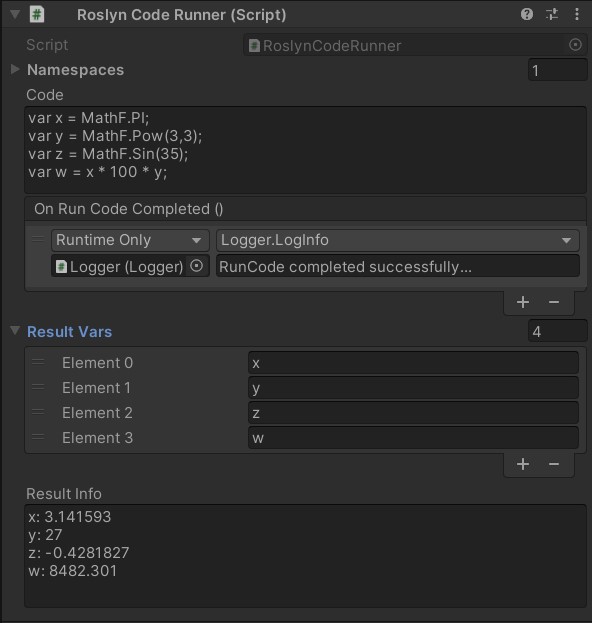 Roslyn Code Runner (Script)
Script RoslynCodeRunner
Namespaces 1
Code
var x = MathF.PI;
var y = MathF.Pow(3,3);
var z = MathF.Sin(35);
var w = x * 100 * y;
On Run Code Completed ()
Runtime Only Logger.LogInfo
Logger (Logger) RunCode completed successfully...
Result Vars 4
Element 0 x
Element 1 y
Element 2 z
Element 3 w
Result Info
x: 3.141593
y: 27
z: -0.4281827
w: 8482.301